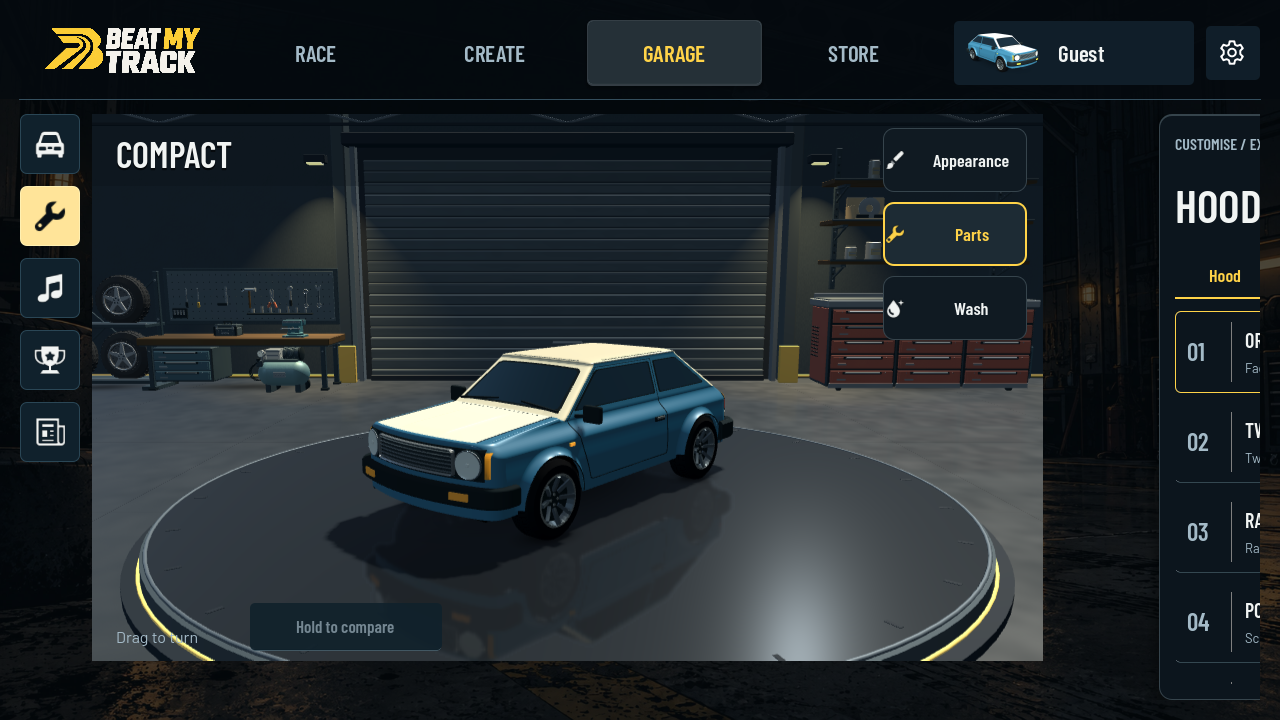 BEAT MY
TRACK
RACE
CREATE
GARAGE
STORE
Guest
COMPACT
Appearance
Parts
Wash
Drag to turn
Hold to compare
CUSTOMISE / EX
HOOD
Hood
01
02
03
04